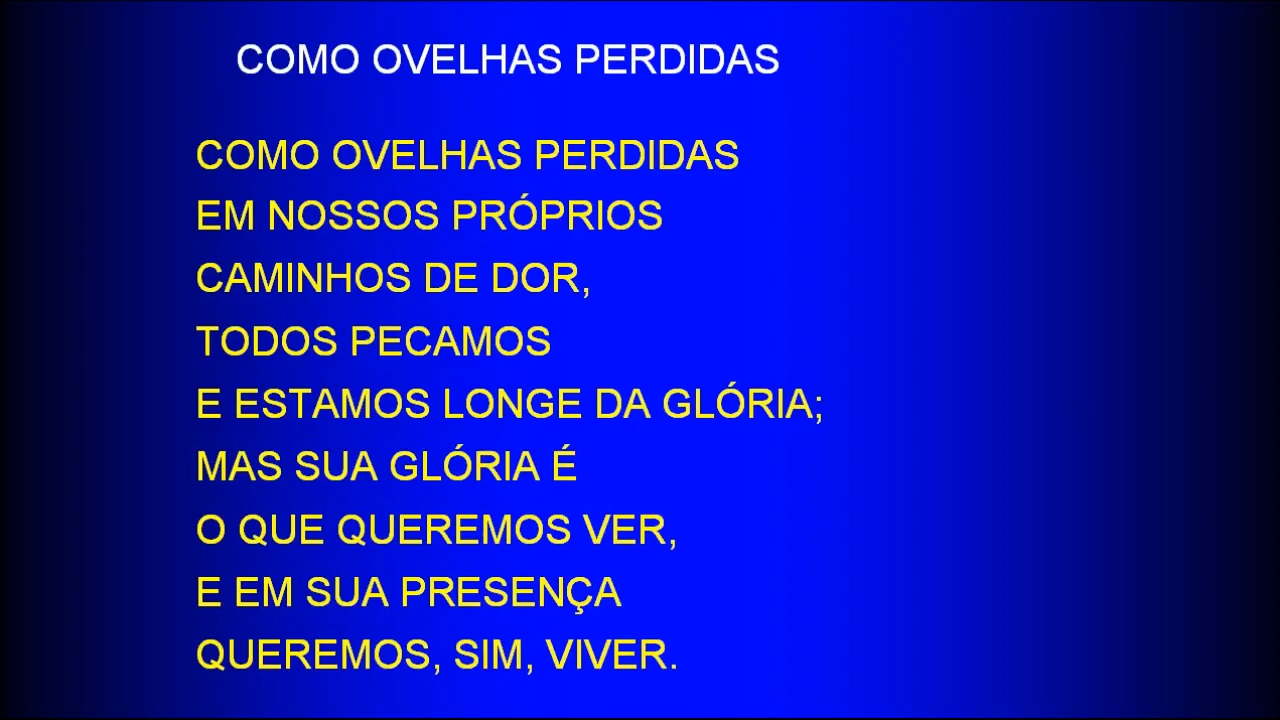 COMO OVELHAS PERDIDAS
COMO OVELHAS PERDIDAS
EM NOSSOS PRÓPRIOS
CAMINHOS DE DOR,
TODOS PECAMOS
E ESTAMOS LONGE DA GLÓRIA;
MAS SUA GLÓRIA É
O QUE QUEREMOS VER,
E EM SUA PRESENÇA
QUEREMOS, SIM, VIVER.